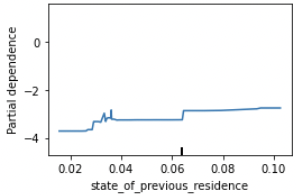 Partial dependence
0
−2
−4
0.02 0.04 0.06 0.08 0.10
state_of_previous_residence